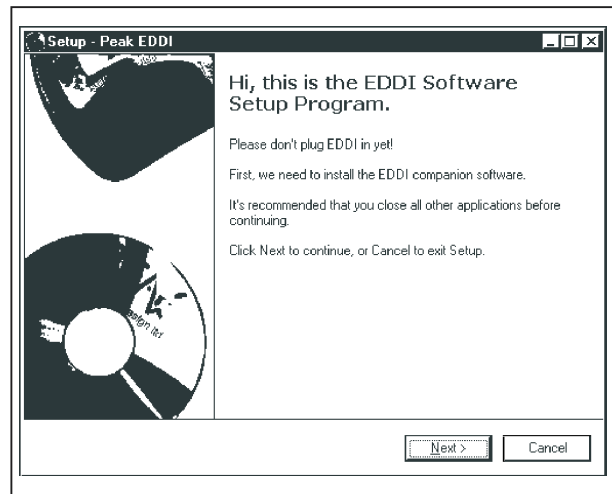 Setup - Peak EDDI
Hi, this is the EDDI Software
Setup Program.
Please don't plug EDDI in yet!
First, we need to install the EDDI companion software.
It's recommended that you close all other applications before
continuing.
Click Next to continue, or Cancel to exit Setup.
esign ltd
Next >
Cancel